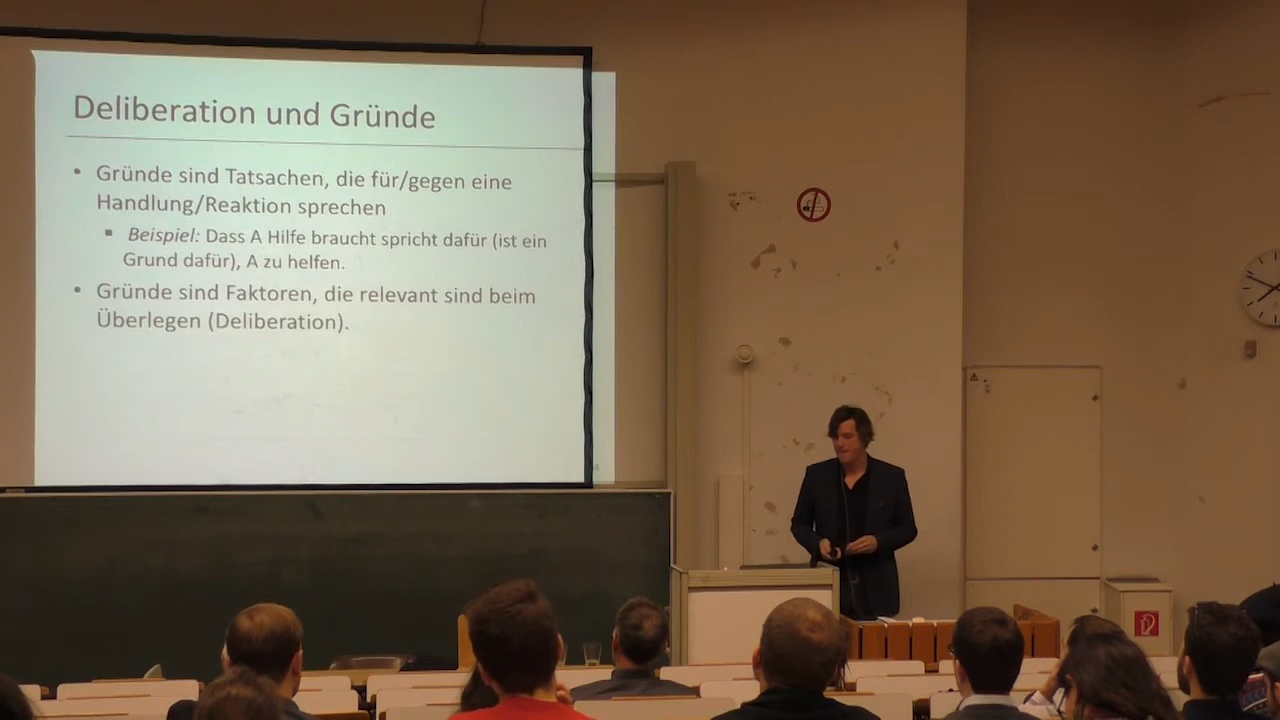 Deliberation und Gründe
• Gründe sind Tatsachen, die für/gegen eine
Handlung/Reaktion sprechen
▪ Beispiel: Dass A Hilfe braucht spricht dafür (ist ein
Grund dafür), A zu helfen.
• Gründe sind Faktoren, die relevant sind beim
Überlegen (Deliberation).